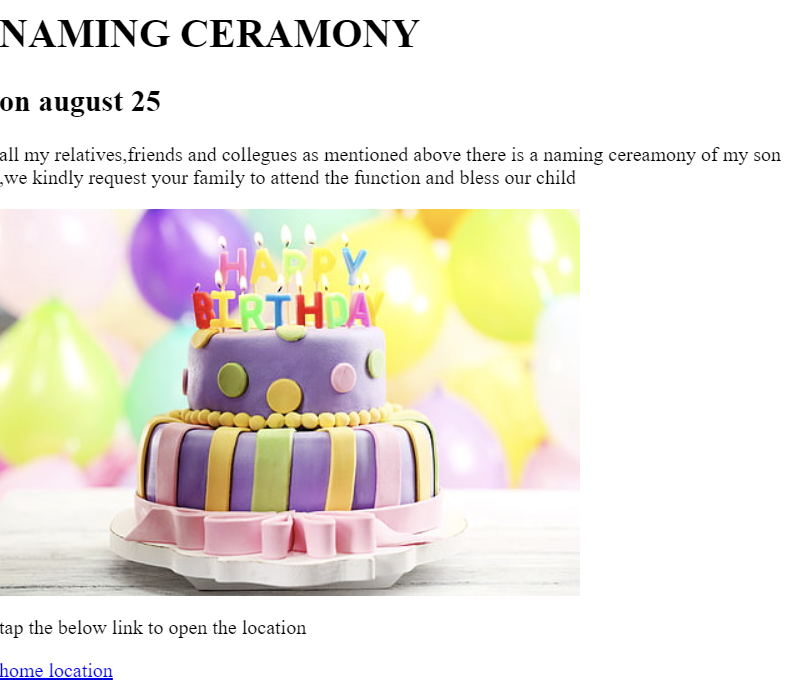 NAMING CERAMONY
on august 25
all my relatives,friends and collegues as mentioned above there is a naming cereamony of my son
,we kindly request your family to attend the function and bless our child
HAPPY
BIRTHDAY
tap the below link to open the location
home location